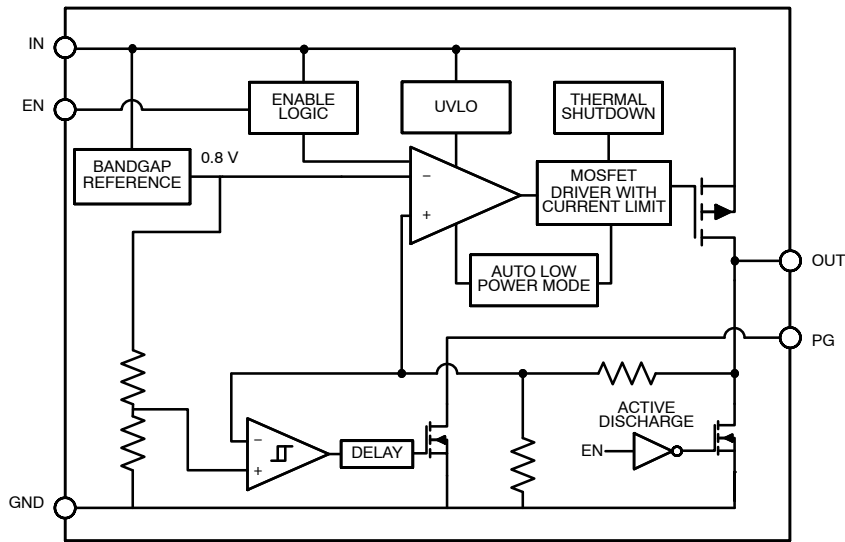 IN
EN
ENABLE
LOGIC
UVLO
THERMAL
SHUTDOWN
BANDGAP
REFERENCE
0.8 V
−
+
MOSFET
DRIVER WITH
CURRENT LIMIT
AUTO LOW
POWER MODE
OUT
PG
ACTIVE
DISCHARGE
−
+
DELAY
EN
GND